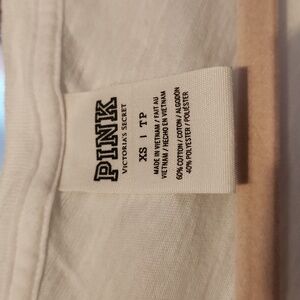 PINK
VICTORIA'S SECRET
XS | TP
MADE IN VIETNAM / FAIT AU
VIETNAM / HECHO EN VIETNAM
60% COTTON / COTON / ALGODÓN
40% POLYESTER / POLIÉSTER